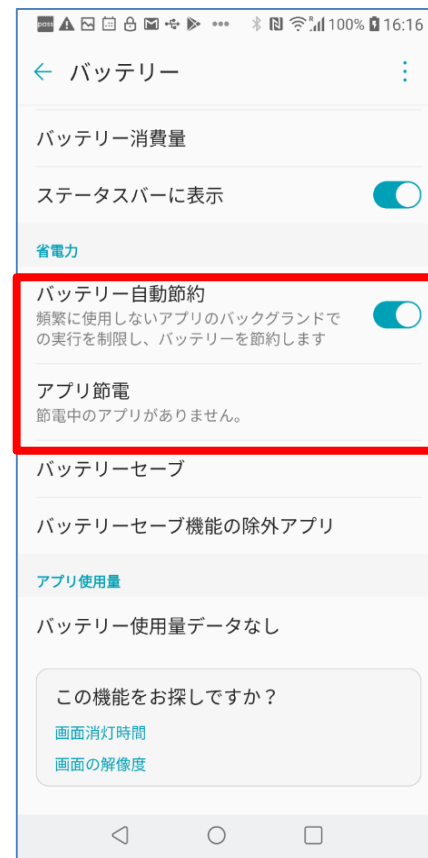 poss 100% 16:16
バッテリー
バッテリー消費量
ステータスバーに表示
省電力
バッテリー自動節約
頻繁に使用しないアプリのバックグランドで
の実行を制限し、バッテリーを節約します
アプリ節電
節電中のアプリがありません。
バッテリーセーブ
バッテリーセーブ機能の除外アプリ
アプリ使用量
バッテリー使用量データなし
この機能をお探しですか？
画面消灯時間
画面の解像度